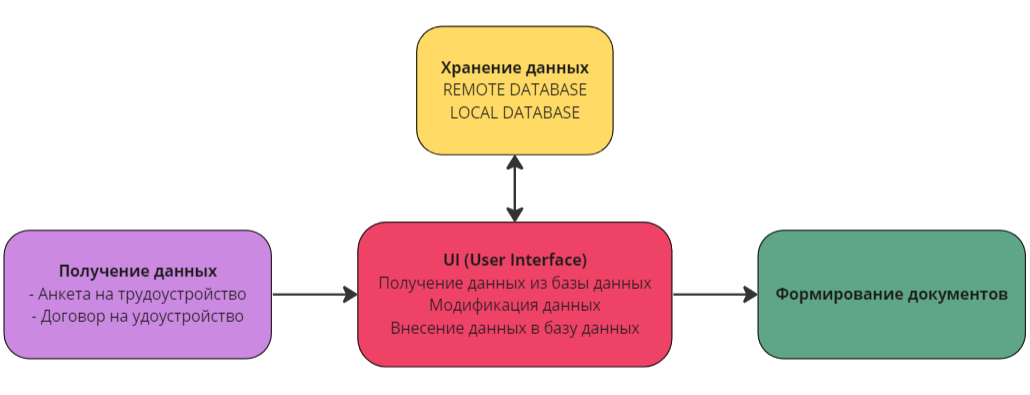 Хранение данных
REMOTE DATABASE
LOCAL DATABASE
Получение данных
- Анкета на трудоустройство
- Договор на удоустройство
UI (User Interface)
Получение данных из базы данных
Модификация данных
Внесение данных в базу данных
Формирование документов